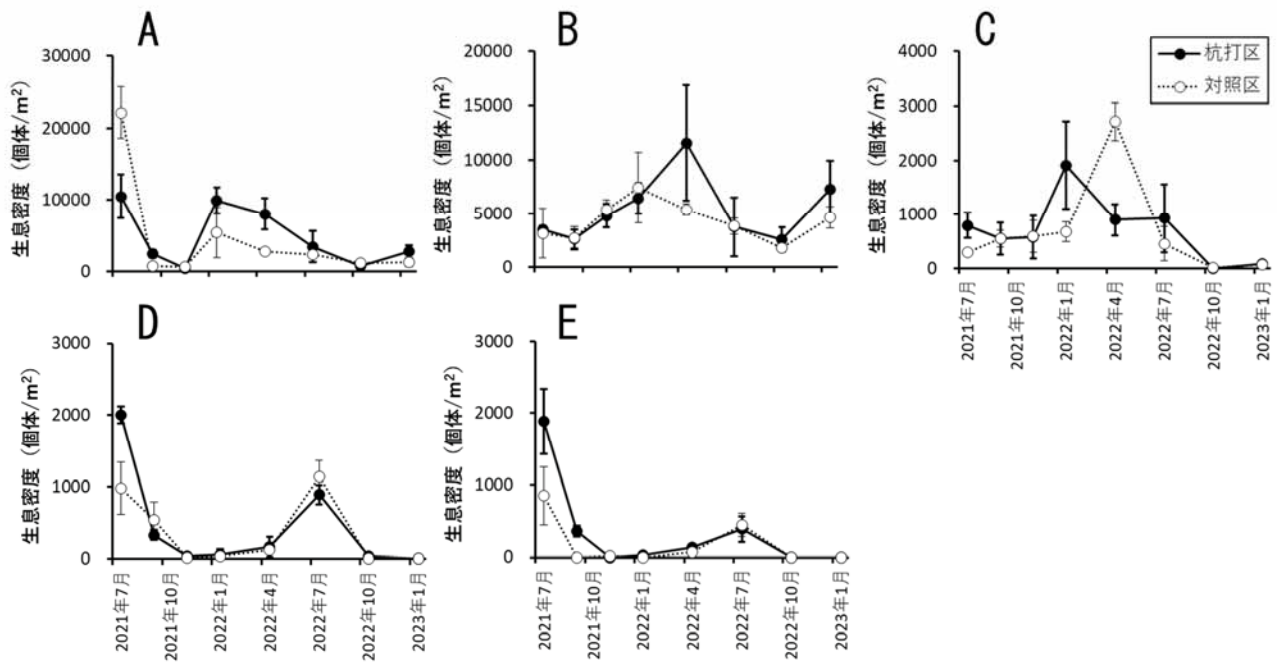 A
生息密度（個体/m²）
30000
20000
10000
0
B
生息密度（個体/m²）
20000
15000
10000
5000
0
C
生息密度（個体/m²）
4000
3000
2000
1000
0
杭打区
対照区
2021年7月
2021年10月
2022年1月
2022年4月
2022年7月
2022年10月
2023年1月
D
生息密度（個体/m²）
3000
2000
1000
0
2021年7月
2021年10月
2022年1月
2022年4月
2022年7月
2022年10月
2023年1月
E
生息密度（個体/m²）
3000
2000
1000
0
2021年7月
2021年10月
2022年1月
2022年4月
2022年7月
2022年10月
2023年1月